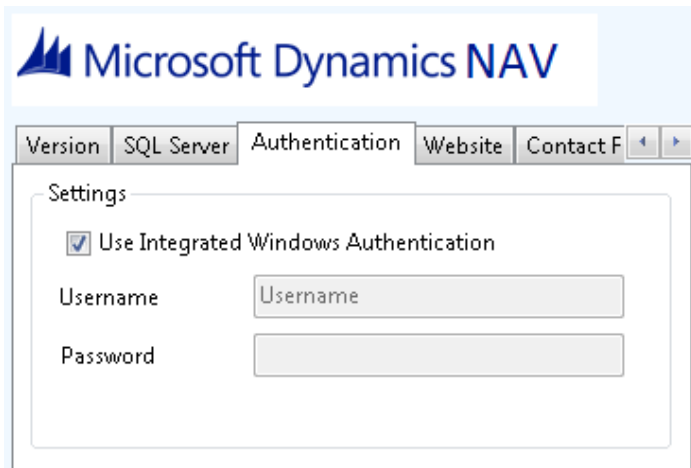 Microsoft Dynamics NAV
Version SQL Server Authentication Website Contact F
Settings
Use Integrated Windows Authentication
Username Username
Password